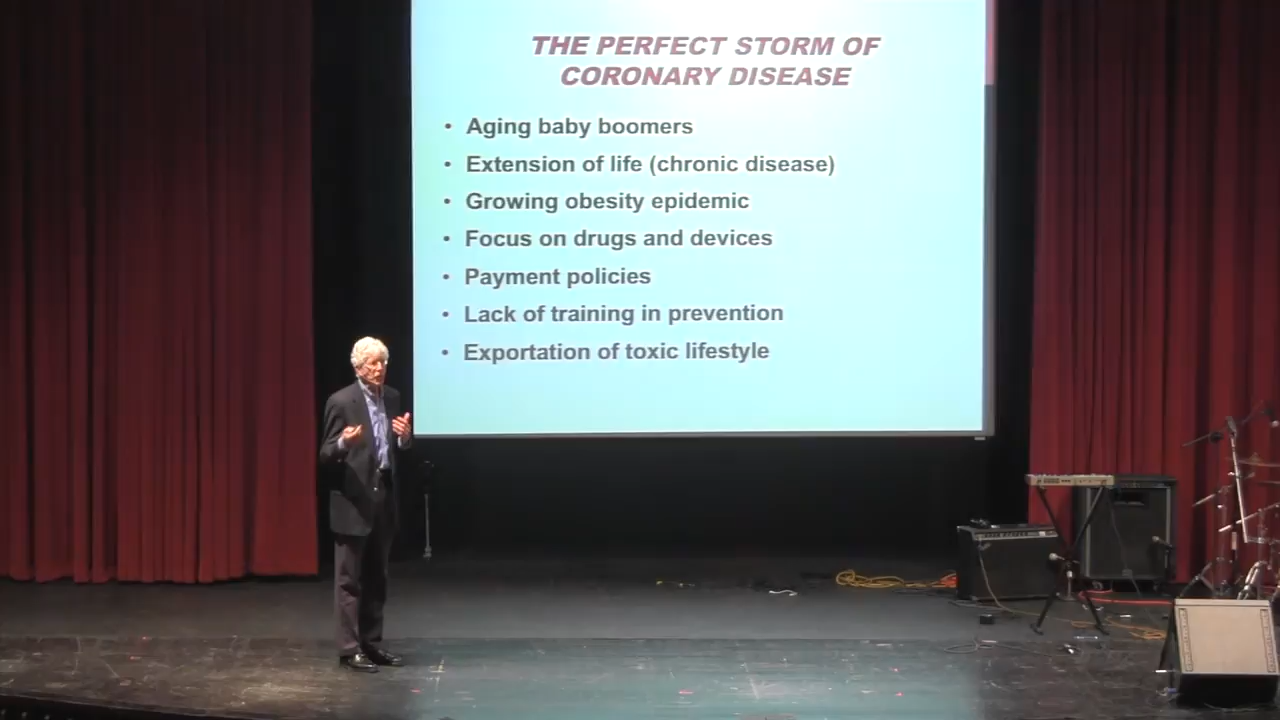 THE PERFECT STORM OF
CORONARY DISEASE
• Aging baby boomers
• Extension of life (chronic disease)
• Growing obesity epidemic
• Focus on drugs and devices
• Payment policies
• Lack of training in prevention
• Exportation of toxic lifestyle